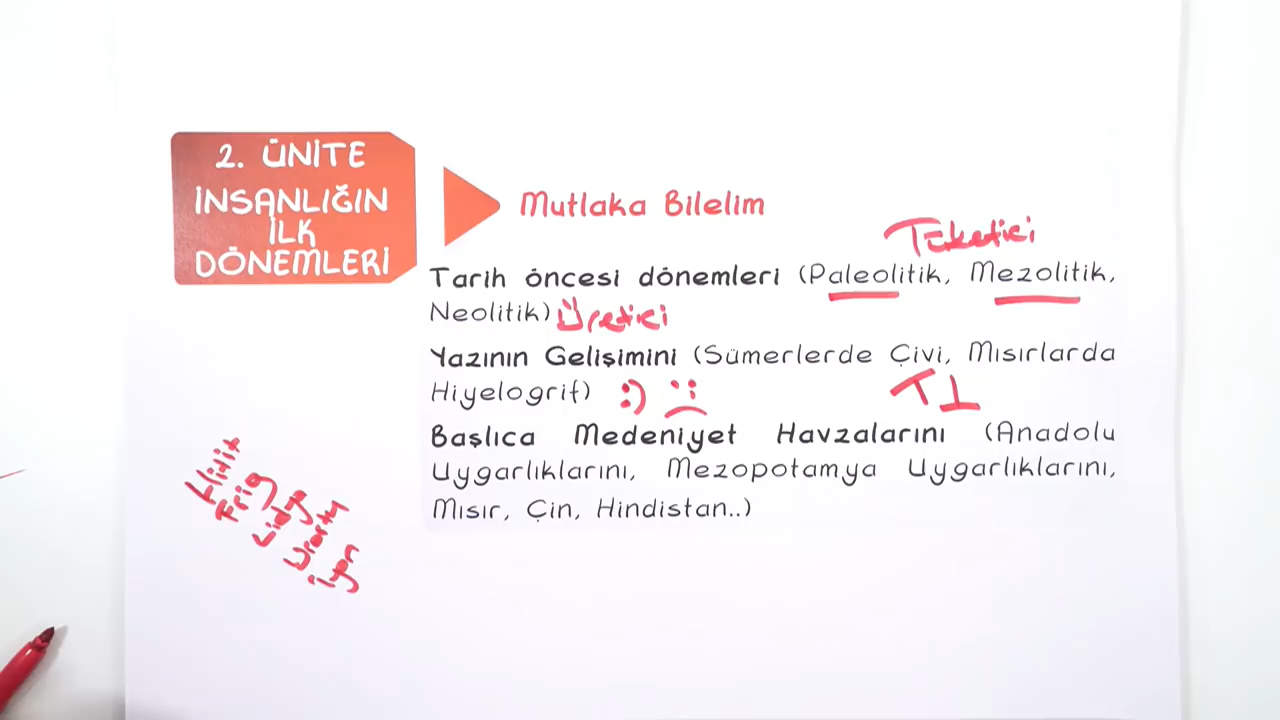 2. ÜNİTE
İNSANLIĞIN
İLK
DÖNEMLERİ
Mutlaka Bilelim
Tüketici
Tarih öncesi dönemleri (Paleolitik, Mezolitik,
Neolitik) Üretici
Yazının Gelişimini (Sümerlerde Çivi, Mısırlarda
Hiyelogrif) :)
Başlıca Medeniyet Havzalarını (Anadolu
Uygarlıklarını, Mezopotamya Uygarlıklarını,
Mısır, Çin, Hindistan..)
Frig
Lidya
Urartu
İyon